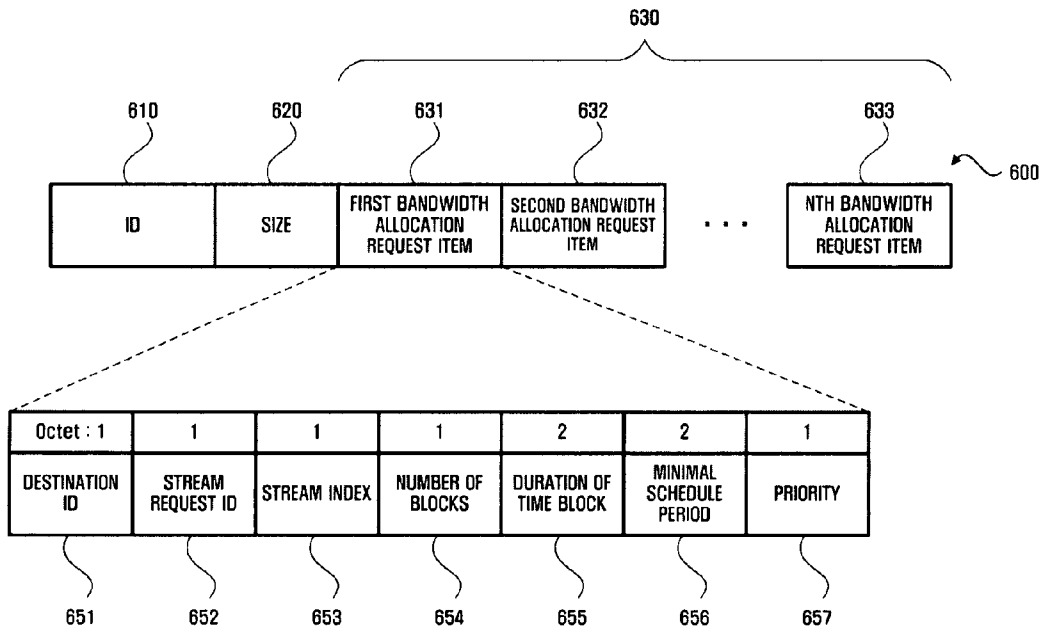 630
610
620
631
632
633
600
ID
SIZE
FIRST BANDWIDTH
ALLOCATION
REQUEST ITEM
SECOND BANDWIDTH
ALLOCATION REQUEST
ITEM
• • •
NTH BANDWIDTH
ALLOCATION
REQUEST ITEM
Octet : 1
1
1
1
2
2
1
DESTINATION
ID
STREAM
REQUEST ID
STREAM INDEX
NUMBER OF
BLOCKS
DURATION OF
TIME BLOCK
MINIMAL
SCHEDULE
PERIOD
PRIORITY
651
652
653
654
655
656
657